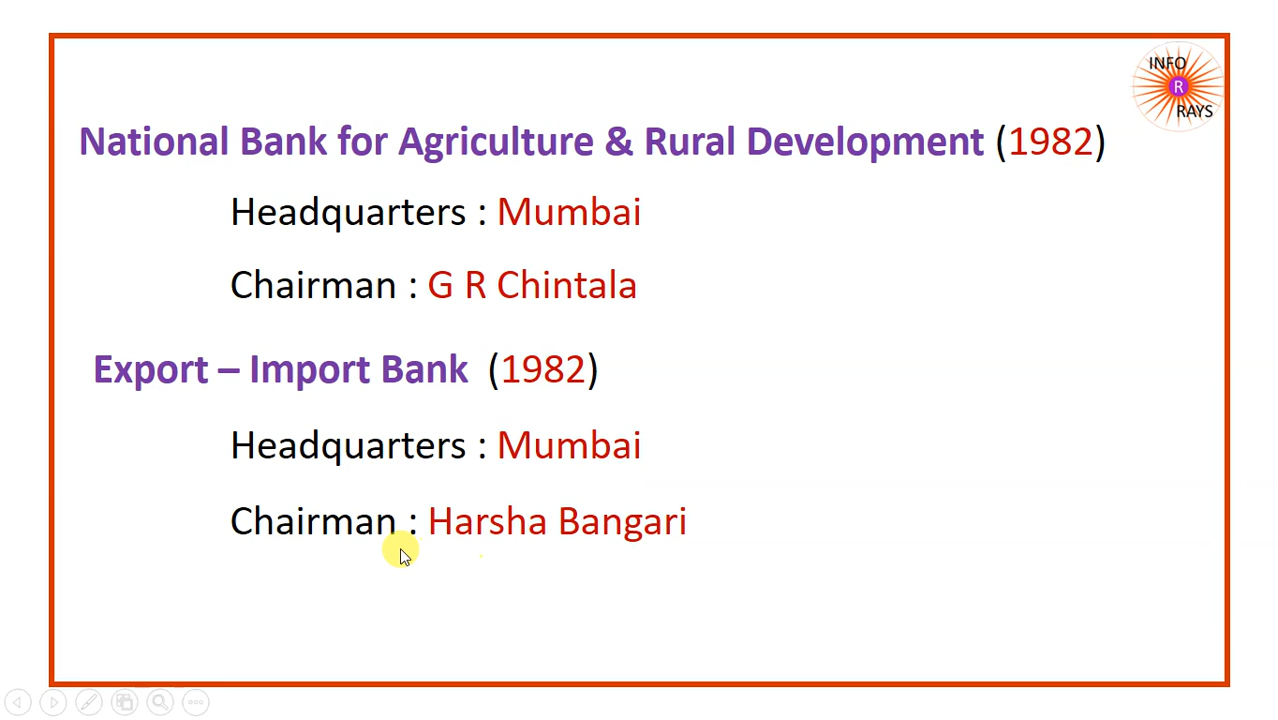 INFO
R
RAYS
National Bank for Agriculture & Rural Development (1982)
Headquarters : Mumbai
Chairman : G R Chintala
Export – Import Bank (1982)
Headquarters : Mumbai
Chairman : Harsha Bangari